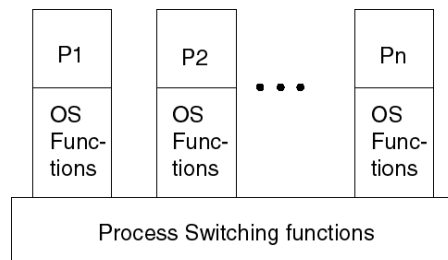 P1
P2
Pn
OS
Func-
tions
OS
Func-
tions
OS
Func-
tions
Process Switching functions